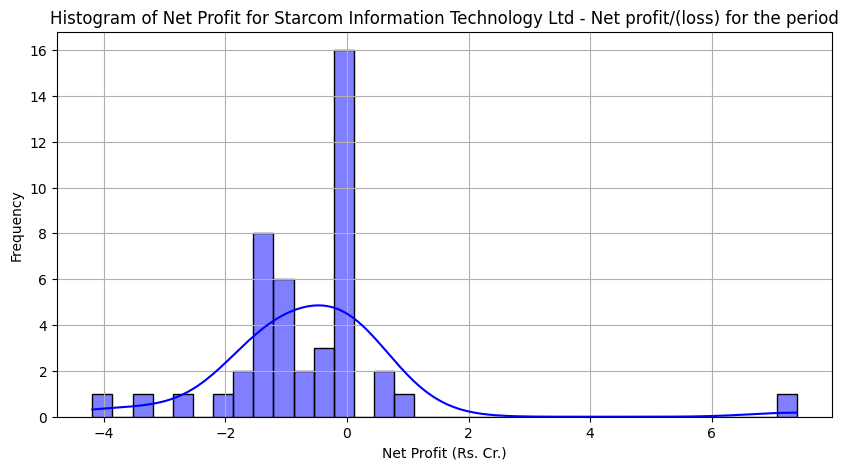 Histogram of Net Profit for Starcom Information Technology Ltd - Net profit/(loss) for the period
16
14
12
10
8
6
4
2
0
Frequency
−4 −2 0 2 4 6
Net Profit (Rs. Cr.)